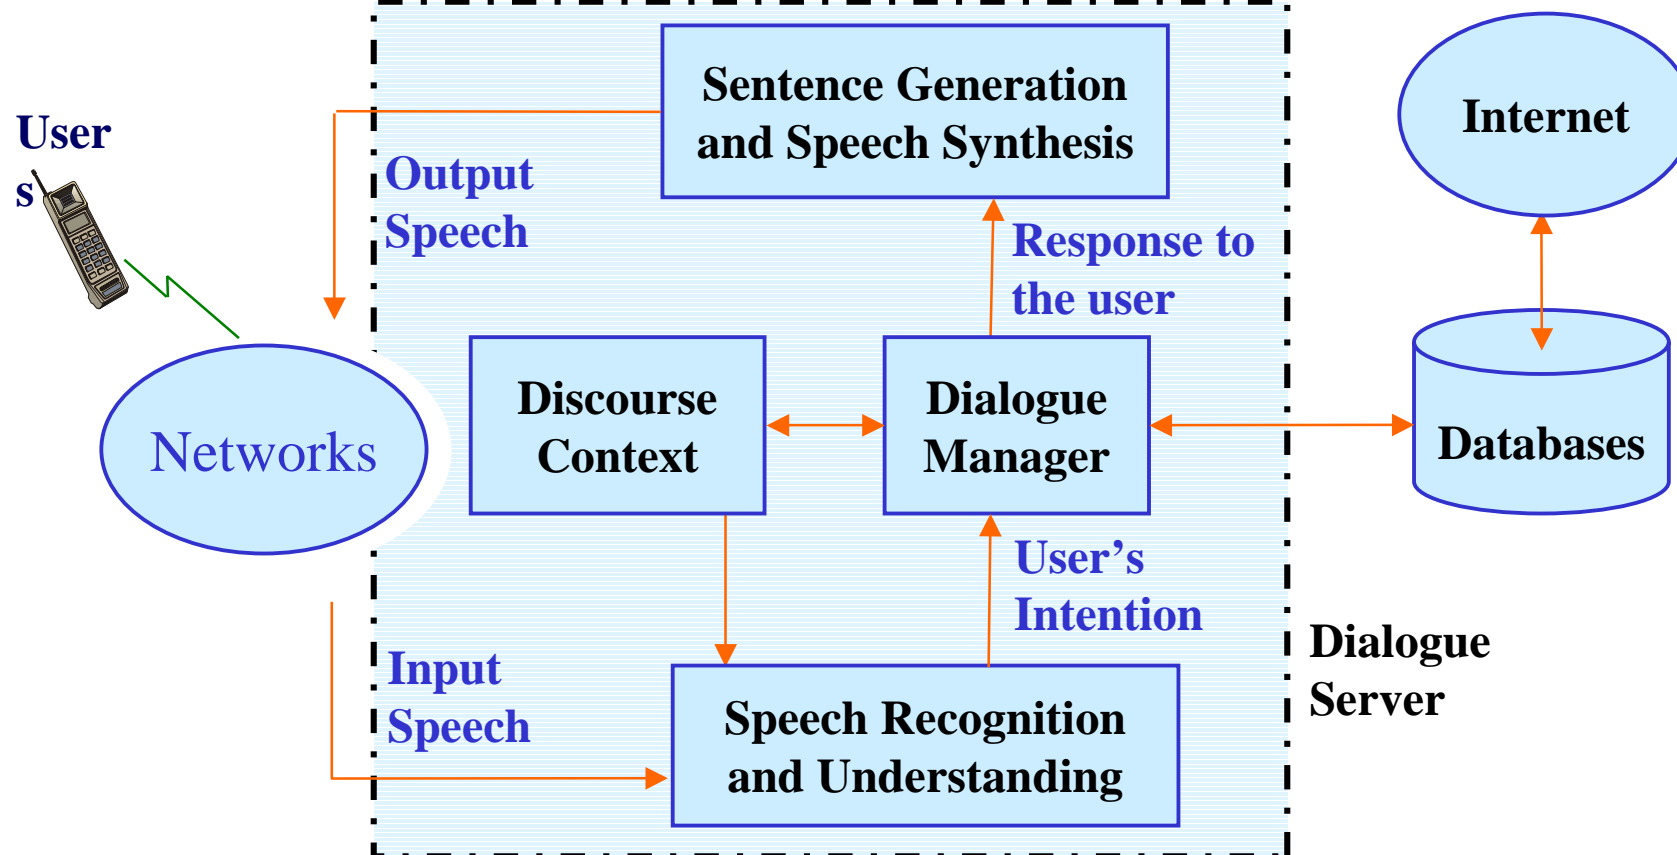 Sentence Generation
and Speech Synthesis
Internet
User
s
Output
Speech
Response to
the user
Networks
Discourse
Context
Dialogue
Manager
Databases
User’s
Intention
Input
Speech
Speech Recognition
and Understanding
Dialogue
Server